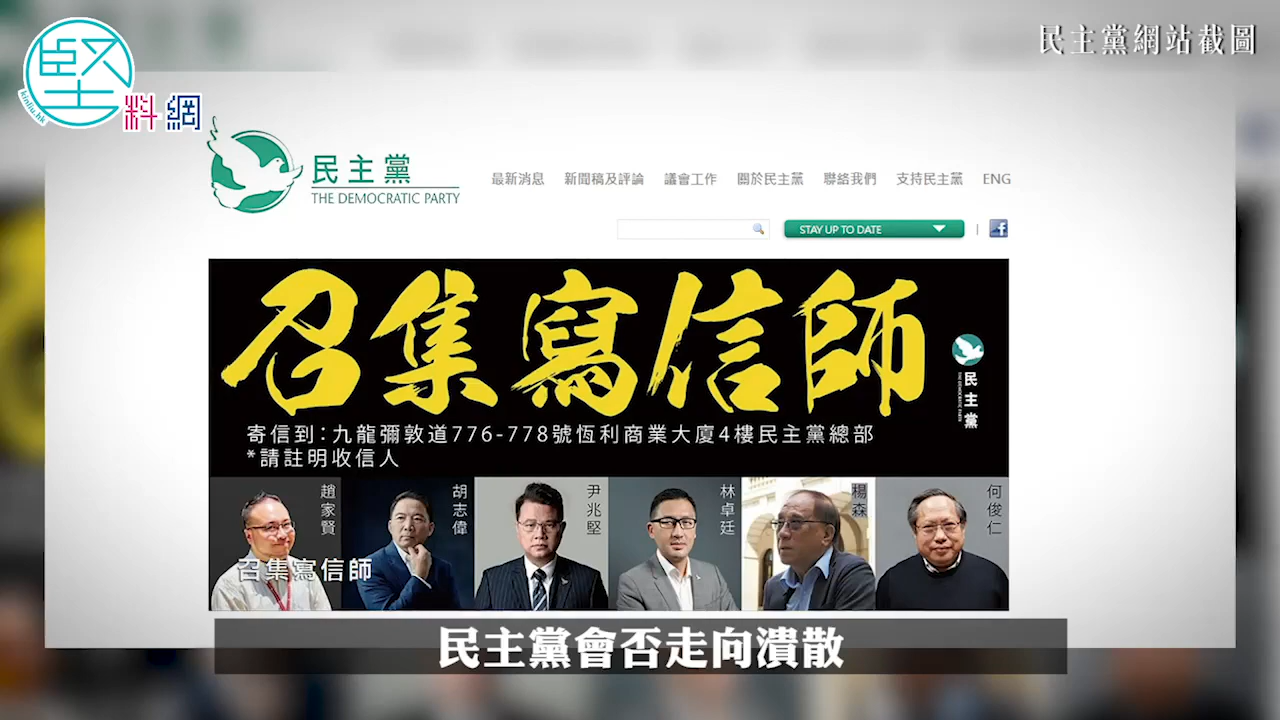 堅料網
kinliu.hk
民主黨網站截圖
民主黨
THE DEMOCRATIC PARTY
最新消息 新聞稿及評論 議會工作 關於民主黨 聯絡我們 支持民主黨 ENG
STAY UP TO DATE
召集寫信師
民主黨
THE DEMOCRATIC PARTY
寄信到：九龍彌敦道776-778號恆利商業大廈4樓民主黨總部
*請註明收信人
趙家賢
胡志偉
尹兆堅
林卓廷
楊森
何俊仁
召集寫信師
民主黨會否走向潰散